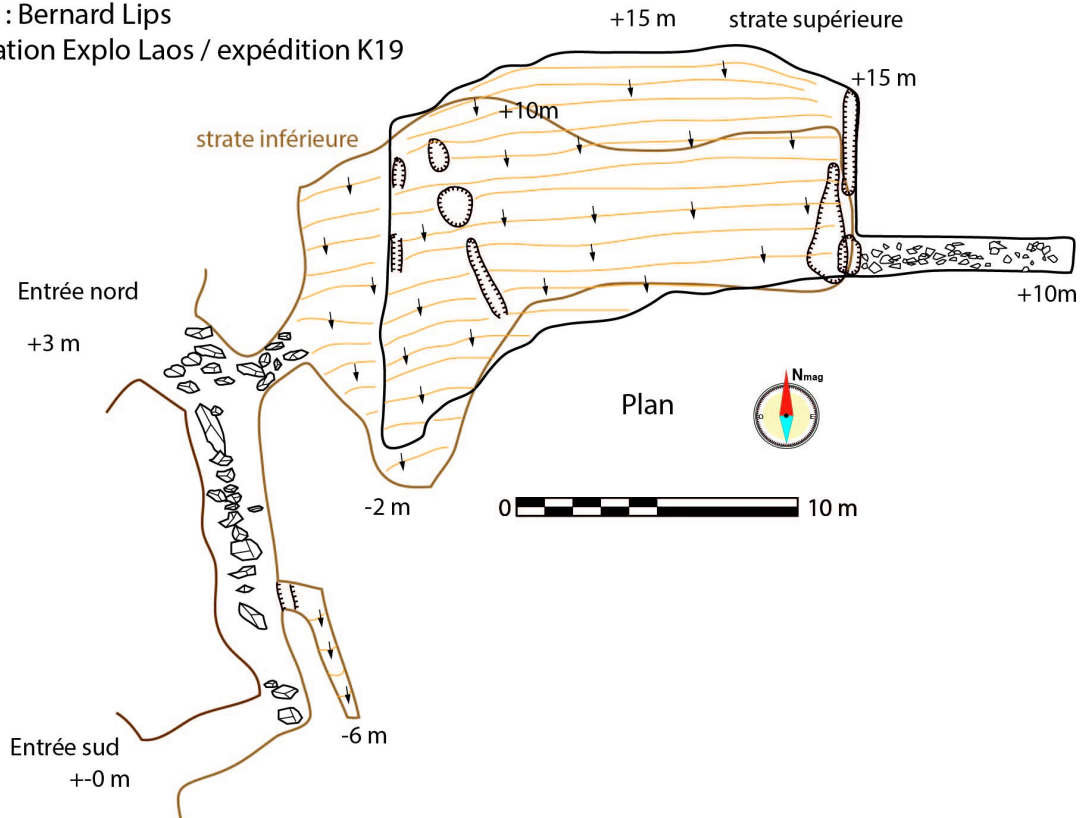 : Bernard Lips
ation Explo Laos / expédition K19
+15 m
strate supérieure
+15 m
+10m
strate inférieure
Entrée nord
+3 m
+10m
Plan
Nmag
O
E
-2 m
0
10 m
Entrée sud
+-0 m
-6 m